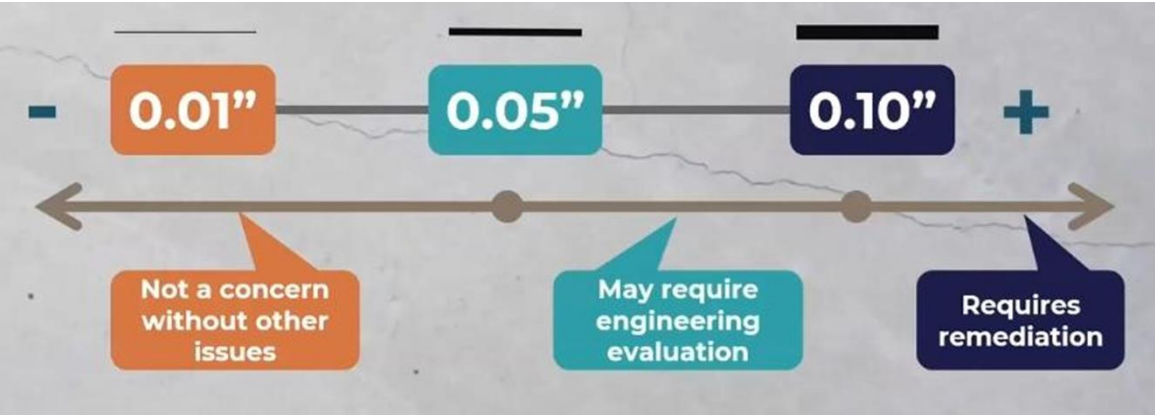 -
0.01”
0.05”
0.10”
+
Not a concern
without other
issues
May require
engineering
evaluation
Requires
remediation